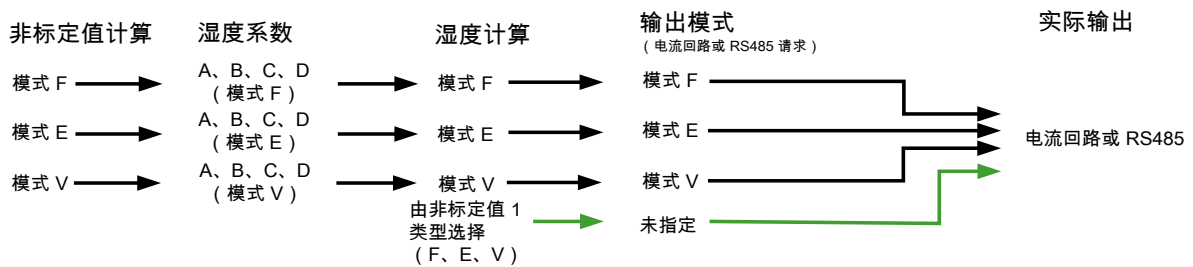 非标定值计算
湿度系数
湿度计算
输出模式
（电流回路或 RS485 请求）
实际输出
模式 F
A、B、C、D
（模式 F）
模式 F
模式 F
模式 E
A、B、C、D
（模式 E）
模式 E
模式 E
电流回路或 RS485
模式 V
A、B、C、D
（模式 V）
模式 V
模式 V
由非标定值 1
类型选择
（F、E、V）
未指定